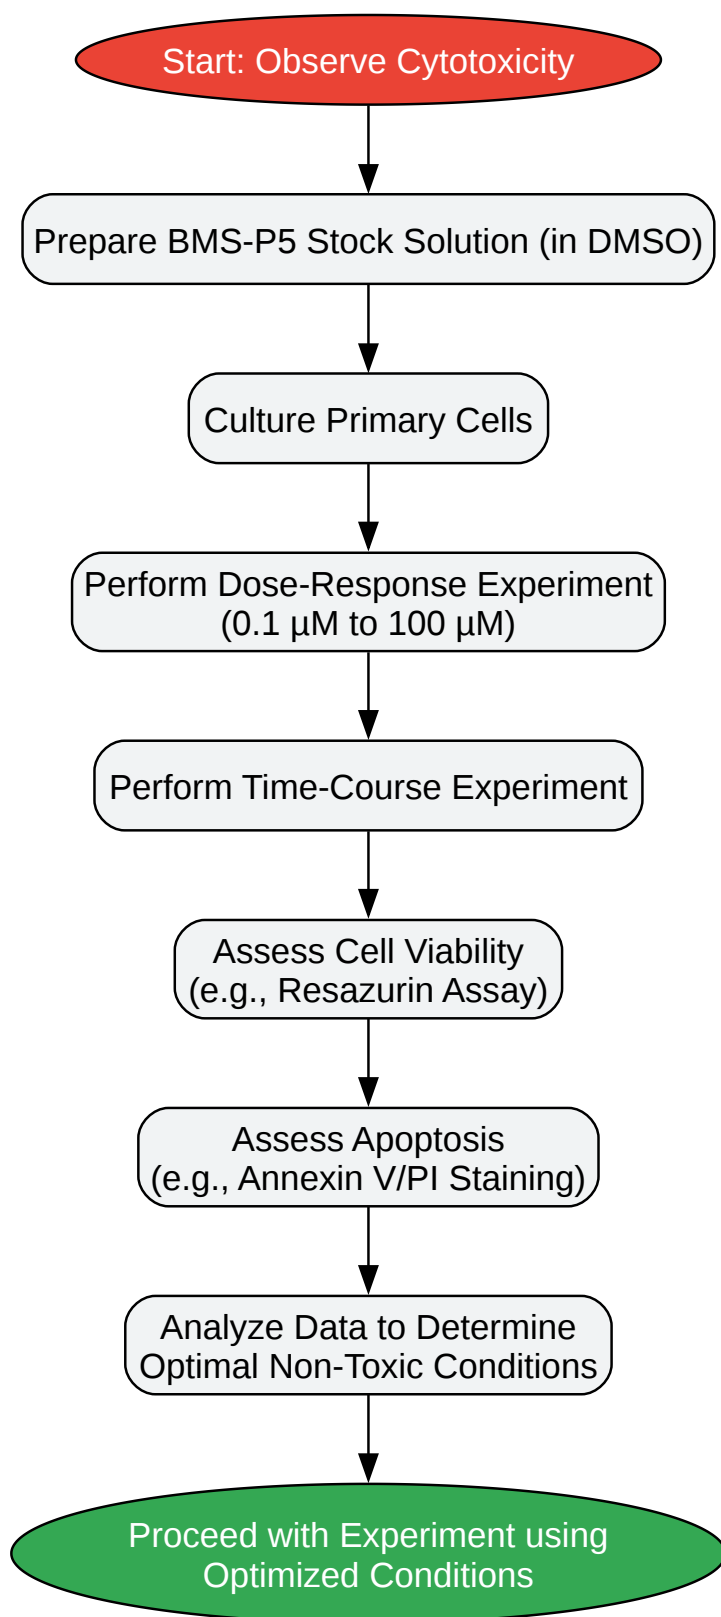 Start: Observe Cytotoxicity
Prepare BMS-P5 Stock Solution (in DMSO)
Culture Primary Cells
Perform Dose-Response Experiment
(0.1 µM to 100 µM)
Perform Time-Course Experiment
Assess Cell Viability
(e.g., Resazurin Assay)
Assess Apoptosis
(e.g., Annexin V/PI Staining)
Analyze Data to Determine
Optimal Non-Toxic Conditions
Proceed with Experiment using
Optimized Conditions